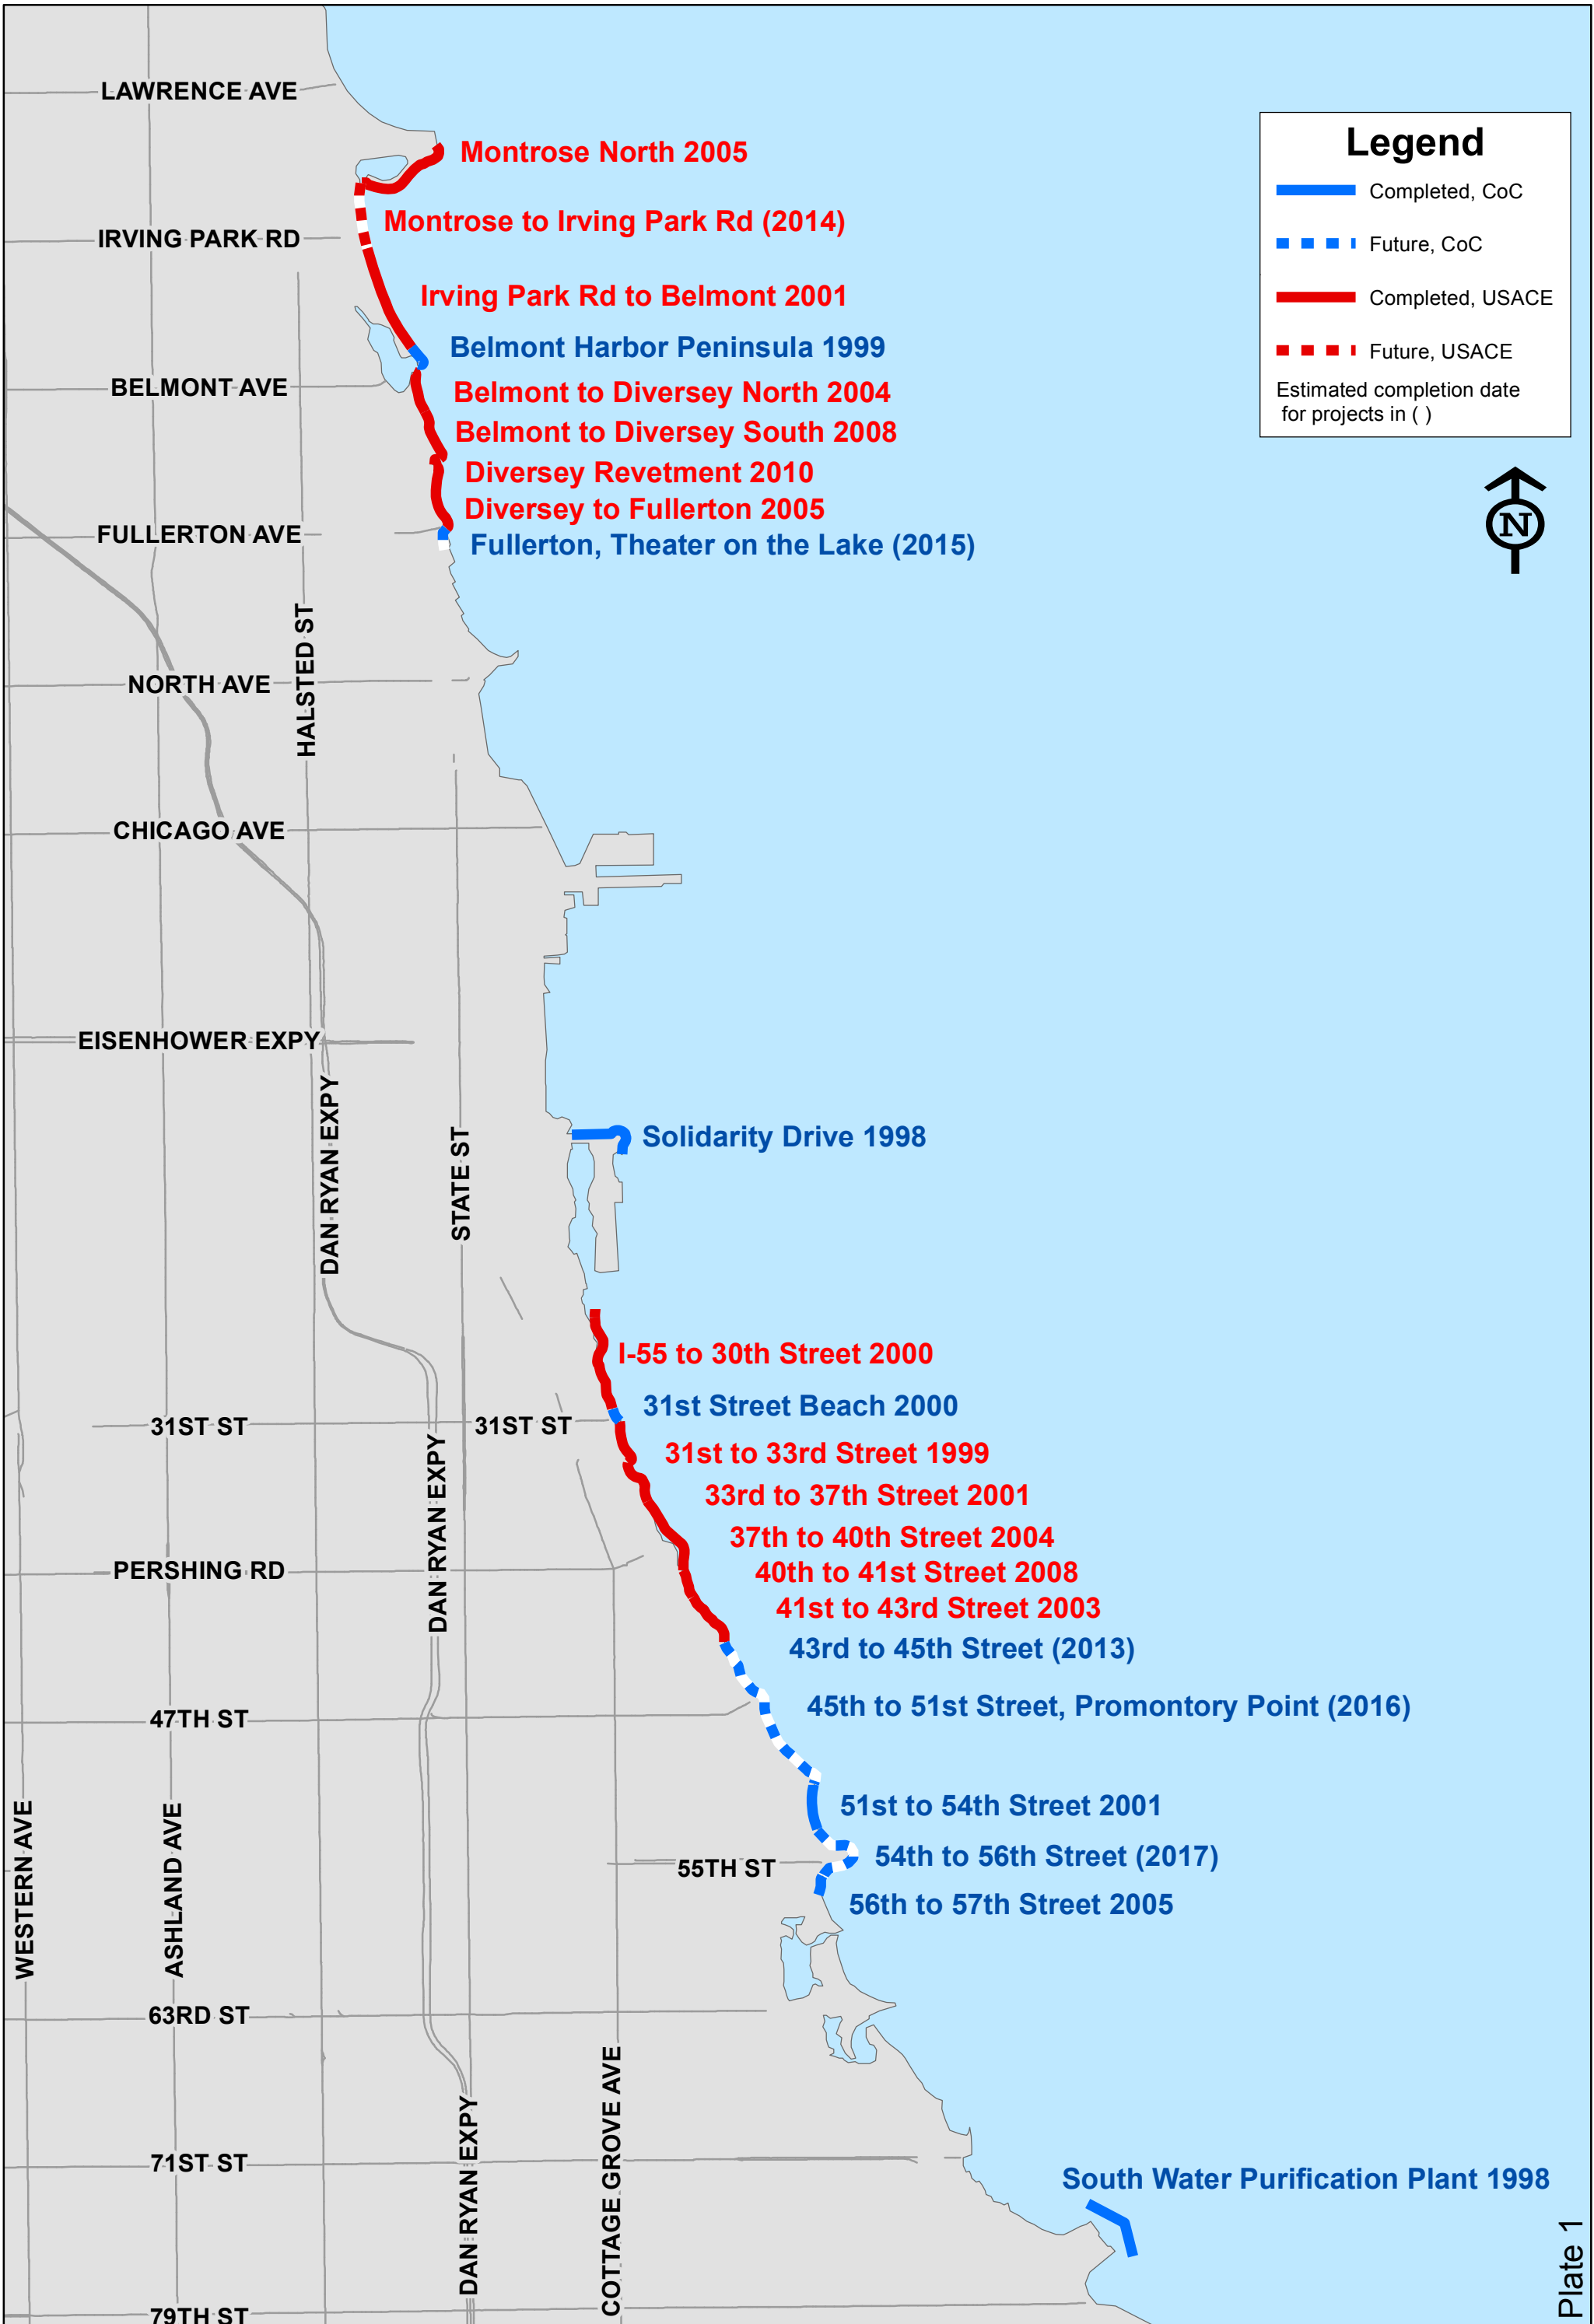 LAWRENCE AVE
Montrose North 2005
Montrose to Irving Park Rd (2014)
IRVING PARK RD
Irving Park Rd to Belmont 2001
Belmont Harbor Peninsula 1999
BELMONT AVE
Belmont to Diversey North 2004
Belmont to Diversey South 2008
Diversey Revetment 2010
Diversey to Fullerton 2005
FULLERTON AVE
Fullerton, Theater on the Lake (2015)
Legend
Completed, CoC
Future, CoC
Completed, USACE
Future, USACE
Estimated completion date
for projects in ( )
N
HALSTED ST
NORTH AVE
CHICAGO AVE
EISENHOWER EXPY
DAN RYAN EXPY
STATE ST
Solidarity Drive 1998
I-55 to 30th Street 2000
31st Street Beach 2000
31ST ST
31ST ST
31st to 33rd Street 1999
33rd to 37th Street 2001
DAN RYAN EXPY
37th to 40th Street 2004
PERSHING RD
40th to 41st Street 2008
41st to 43rd Street 2003
43rd to 45th Street (2013)
45th to 51st Street, Promontory Point (2016)
47TH ST
51st to 54th Street 2001
54th to 56th Street (2017)
55TH ST
56th to 57th Street 2005
WESTERN AVE
ASHLAND AVE
63RD ST
COTTAGE GROVE AVE
DAN RYAN EXPY
71ST ST
South Water Purification Plant 1998
79TH ST
Plate 1